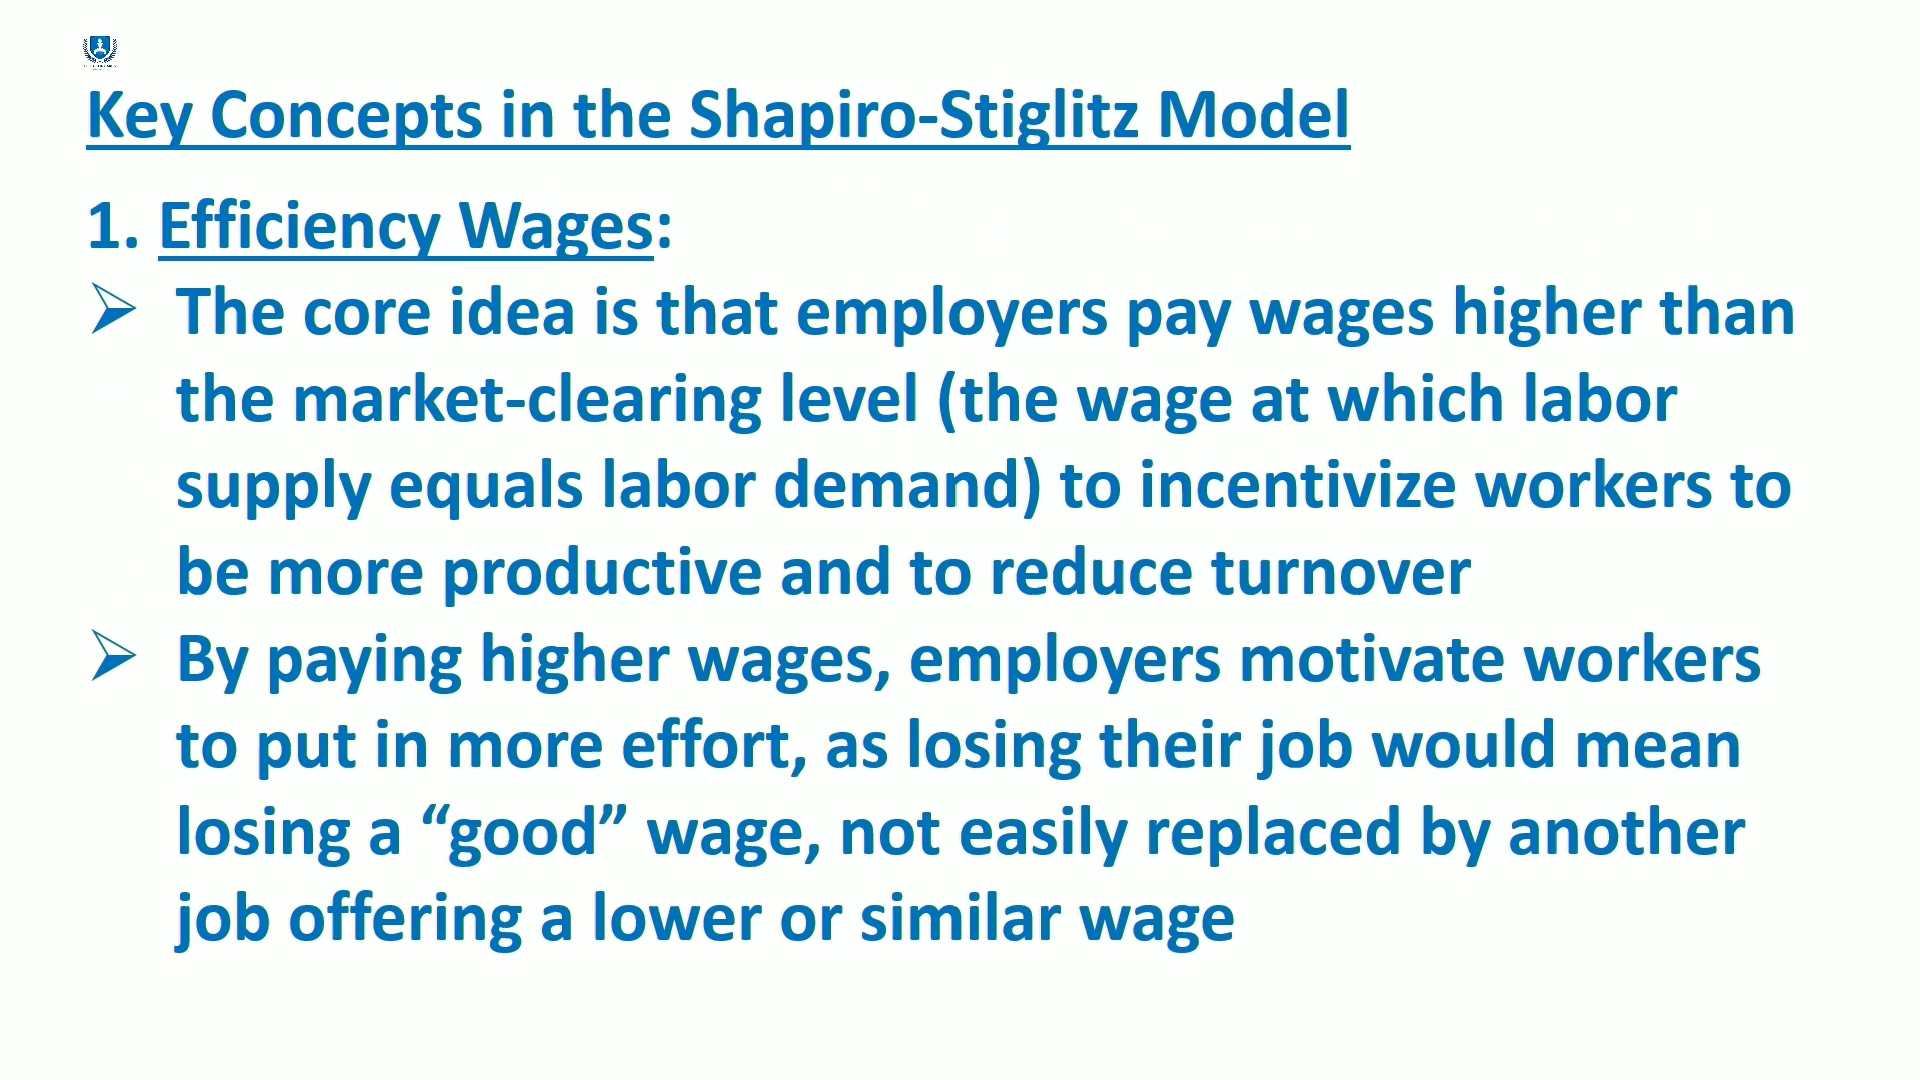 Key Concepts in the Shapiro-Stiglitz Model
1. Efficiency Wages:
➢ The core idea is that employers pay wages higher than
the market-clearing level (the wage at which labor
supply equals labor demand) to incentivize workers to
be more productive and to reduce turnover
➢ By paying higher wages, employers motivate workers
to put in more effort, as losing their job would mean
losing a “good” wage, not easily replaced by another
job offering a lower or similar wage